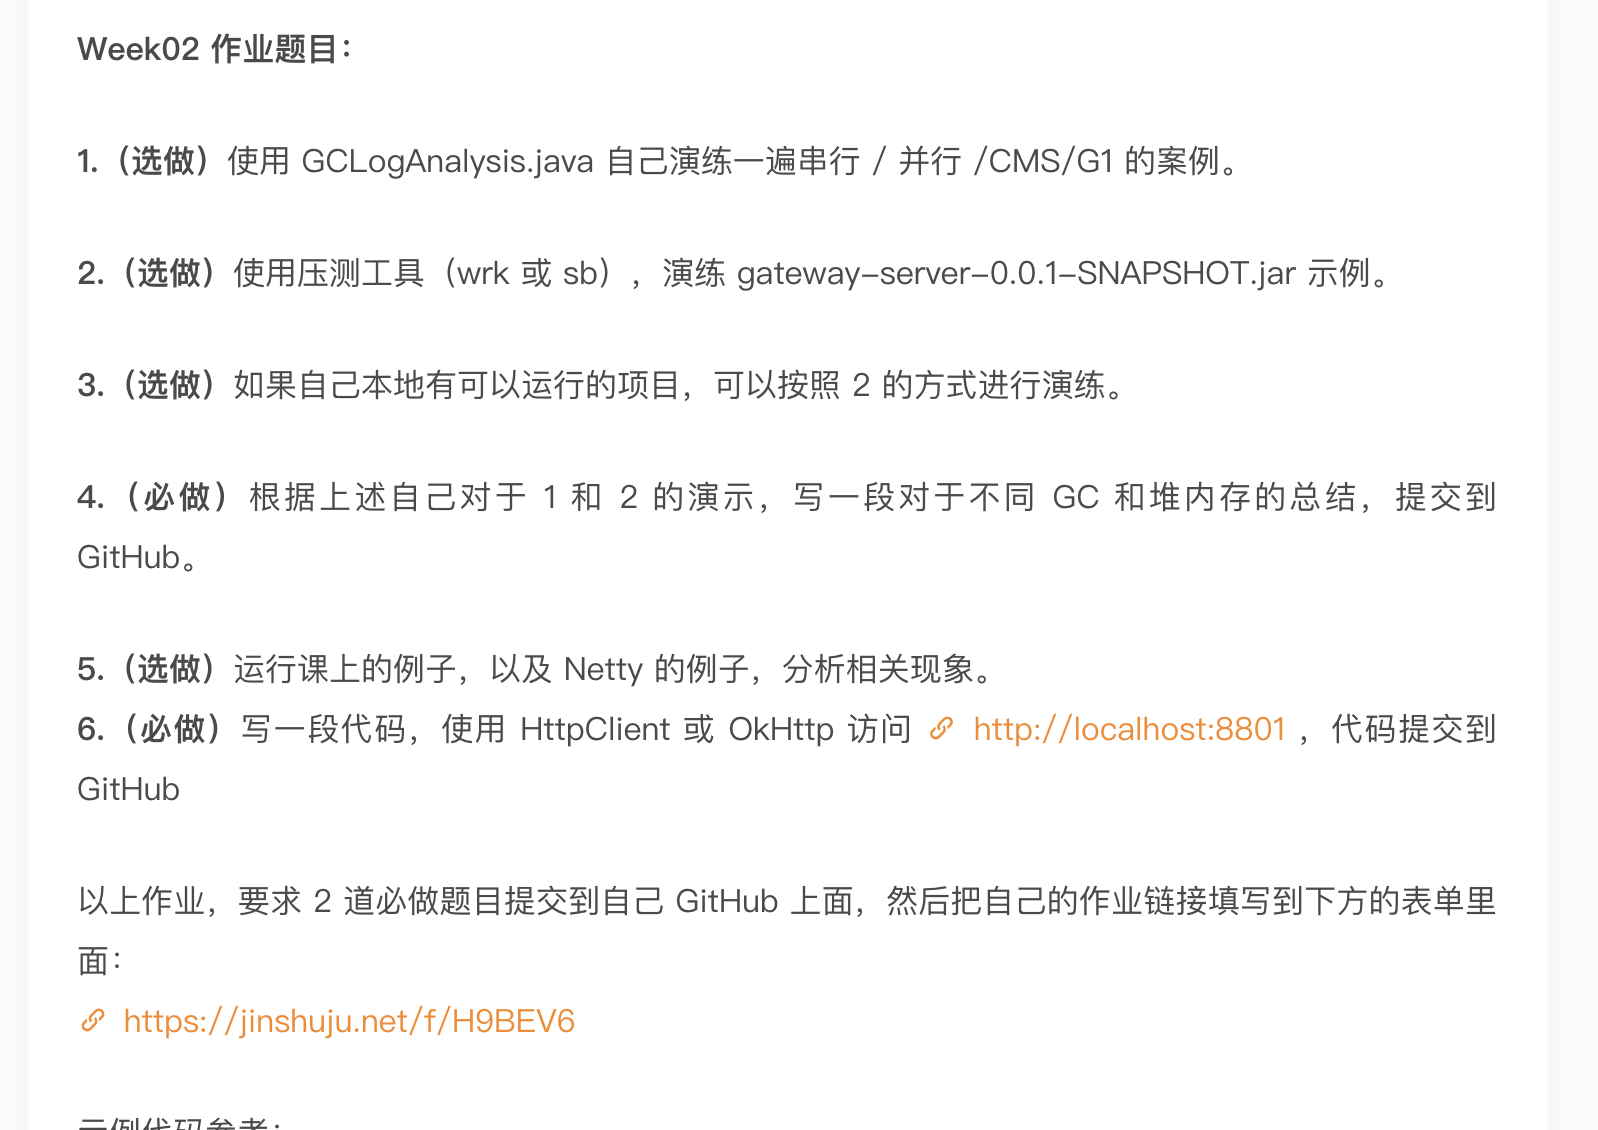 Week02 作业题目：
1.（选做）使用 GCLogAnalysis.java 自己演练一遍串行 / 并行 /CMS/G1 的案例。
2.（选做）使用压测工具（wrk 或 sb），演练 gateway-server-0.0.1-SNAPSHOT.jar 示例。
3.（选做）如果自己本地有可以运行的项目，可以按照 2 的方式进行演练。
4.（必做）根据上述自己对于 1 和 2 的演示，写一段对于不同 GC 和堆内存的总结，提交到
GitHub。
5.（选做）运行课上的例子，以及 Netty 的例子，分析相关现象。
6.（必做）写一段代码，使用 HttpClient 或 OkHttp 访问 http://localhost:8801 ，代码提交到
GitHub
以上作业，要求 2 道必做题目提交到自己 GitHub 上面，然后把自己的作业链接填写到下方的表单里
面：
https://jinshuju.net/f/H9BEV6
示例代码参考：